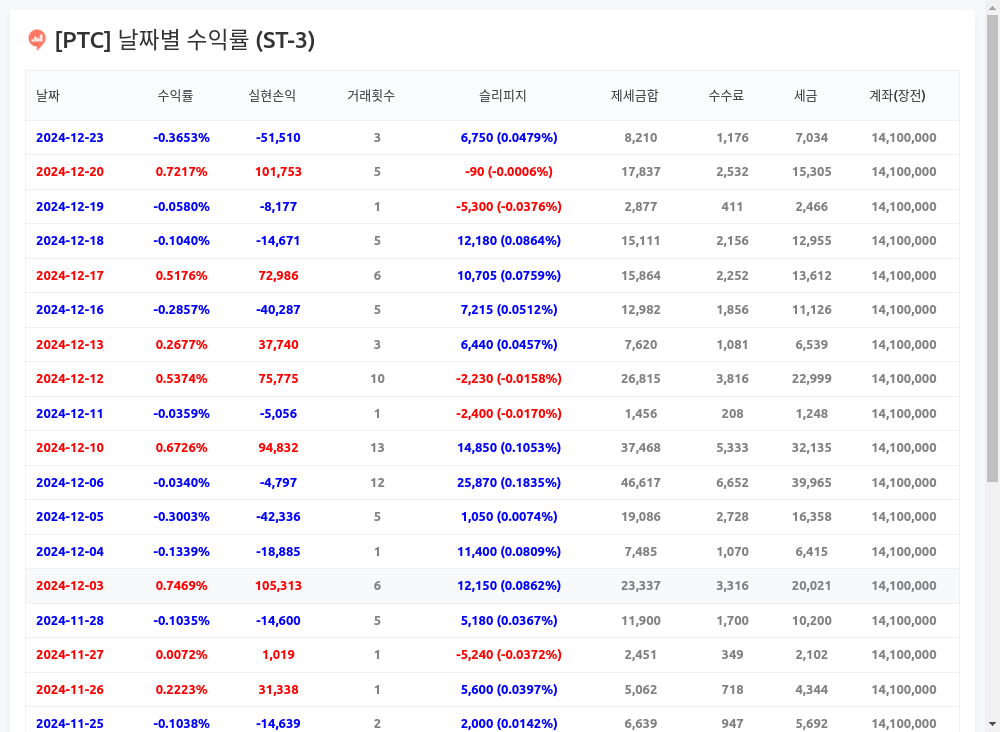 [PTC] 날짜별 수익률 (ST-3)
날짜 수익률 실현손익 거래횟수 슬리피지 제세금합 수수료 세금 계좌(장전)
2024-12-23 -0.3653% -51,510 3 6,750 (0.0479%) 8,210 1,176 7,034 14,100,000
2024-12-20 0.7217% 101,753 5 -90 (-0.0006%) 17,837 2,532 15,305 14,100,000
2024-12-19 -0.0580% -8,177 1 -5,300 (-0.0376%) 2,877 411 2,466 14,100,000
2024-12-18 -0.1040% -14,671 5 12,180 (0.0864%) 15,111 2,156 12,955 14,100,000
2024-12-17 0.5176% 72,986 6 10,705 (0.0759%) 15,864 2,252 13,612 14,100,000
2024-12-16 -0.2857% -40,287 5 7,215 (0.0512%) 12,982 1,856 11,126 14,100,000
2024-12-13 0.2677% 37,740 3 6,440 (0.0457%) 7,620 1,081 6,539 14,100,000
2024-12-12 0.5374% 75,775 10 -2,230 (-0.0158%) 26,815 3,816 22,999 14,100,000
2024-12-11 -0.0359% -5,056 1 -2,400 (-0.0170%) 1,456 208 1,248 14,100,000
2024-12-10 0.6726% 94,832 13 14,850 (0.1053%) 37,468 5,333 32,135 14,100,000
2024-12-06 -0.0340% -4,797 12 25,870 (0.1835%) 46,617 6,652 39,965 14,100,000
2024-12-05 -0.3003% -42,336 5 1,050 (0.0074%) 19,086 2,728 16,358 14,100,000
2024-12-04 -0.1339% -18,885 1 11,400 (0.0809%) 7,485 1,070 6,415 14,100,000
2024-12-03 0.7469% 105,313 6 12,150 (0.0862%) 23,337 3,316 20,021 14,100,000
2024-11-28 -0.1035% -14,600 5 5,180 (0.0367%) 11,900 1,700 10,200 14,100,000
2024-11-27 0.0072% 1,019 1 -5,240 (-0.0372%) 2,451 349 2,102 14,100,000
2024-11-26 0.2223% 31,338 1 5,600 (0.0397%) 5,062 718 4,344 14,100,000
2024-11-25 -0.1038% -14,639 2 2,000 (0.0142%) 6,639 947 5,692 14,100,000